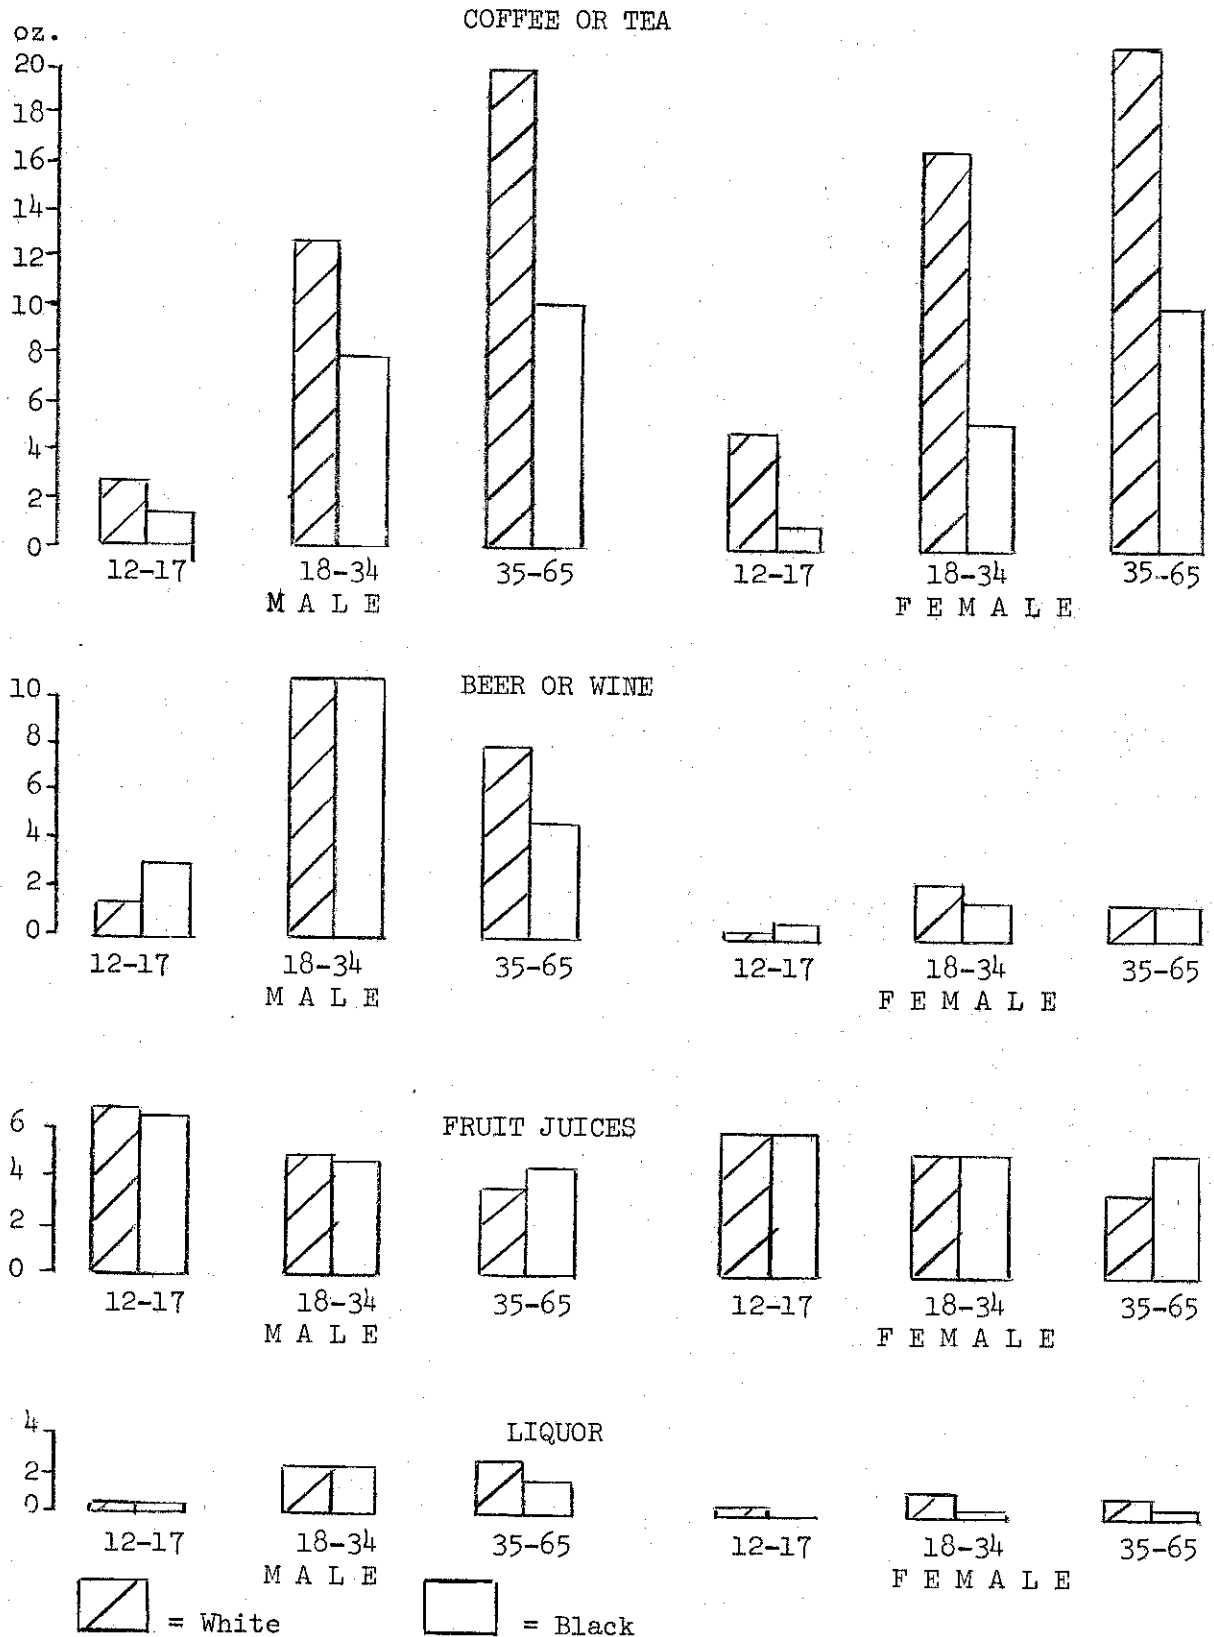 COFFEE OR TEA
oz.
20
18
16
14
12
10
8
6
4
2
0
12-17 18-34 35-65 12-17 18-34 35-65
MALE FEMALE
BEER OR WINE
10
8
6
4
2
0
12-17 18-34 35-65 12-17 18-34 35-65
MALE FEMALE
FRUIT JUICES
6
4
2
0
12-17 18-34 35-65 12-17 18-34 35-65
MALE FEMALE
LIQUOR
4
2
0
12-17 18-34 35-65 12-17 18-34 35-65
MALE FEMALE
= White = Black